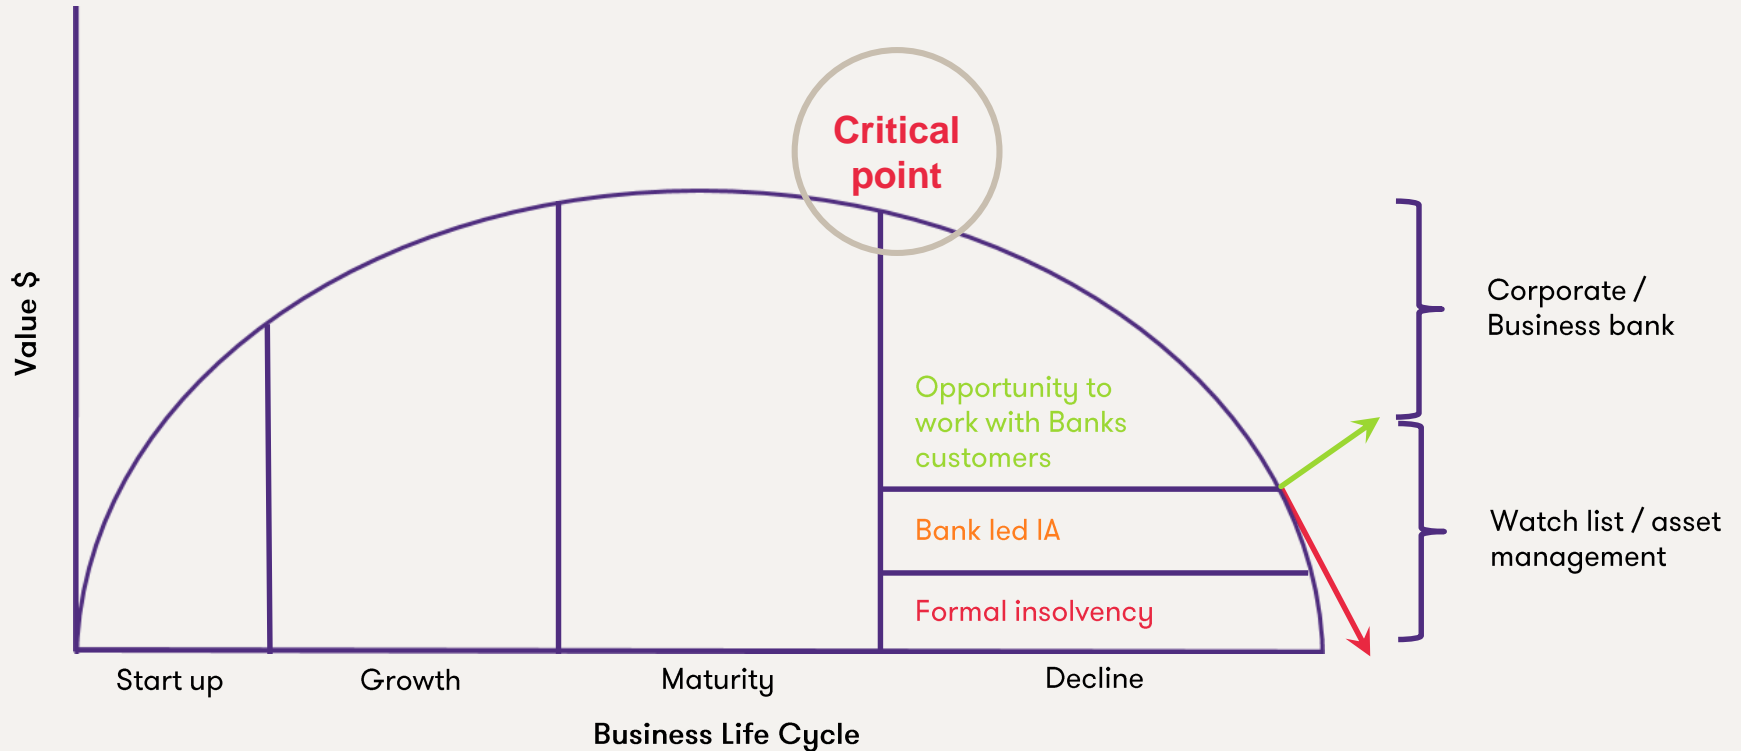 Critical
point
Value $
Corporate /
Business bank
Opportunity to
work with Banks
customers
Bank led IA
Watch list / asset
management
Formal insolvency
Start up
Growth
Maturity
Decline
Business Life Cycle